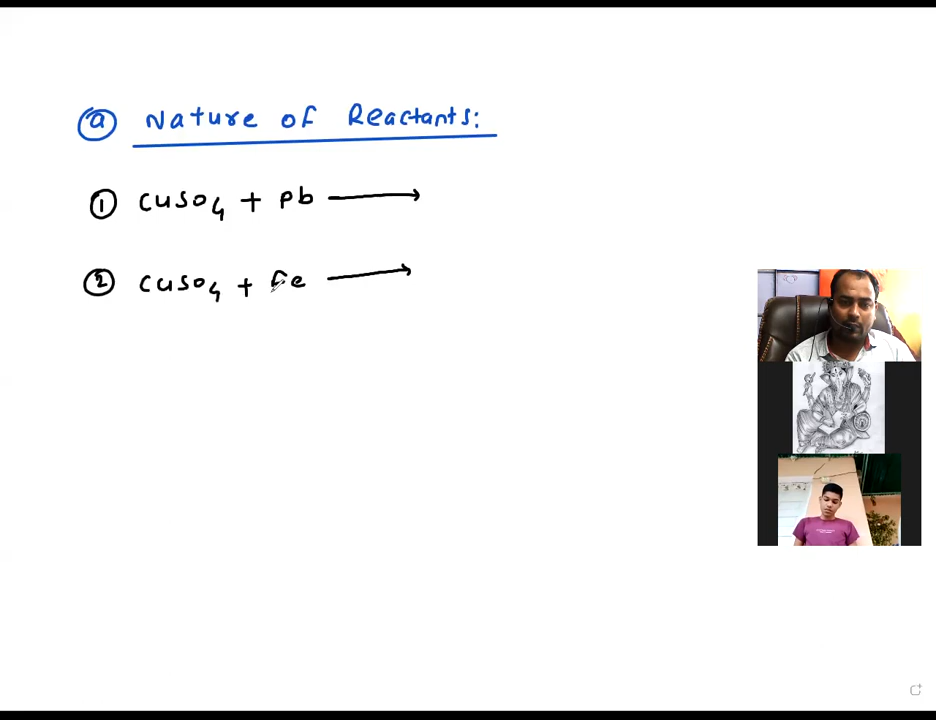 a Nature of Reactants:
1 CuSO4 + Pb ⟶
2 CuSO4 + Fe ⟶